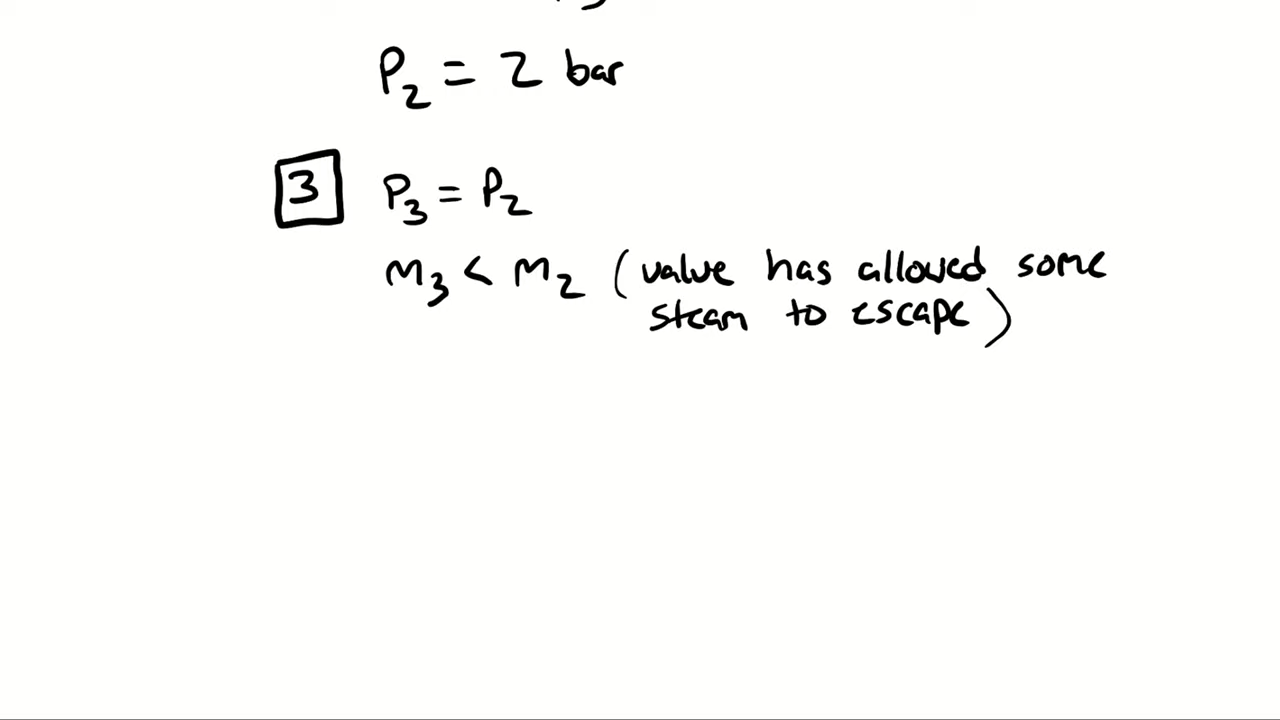 P₂ = 2 bar
3 P₃ = P₂
m₃ < m₂ (value has allowed some
steam to escape)